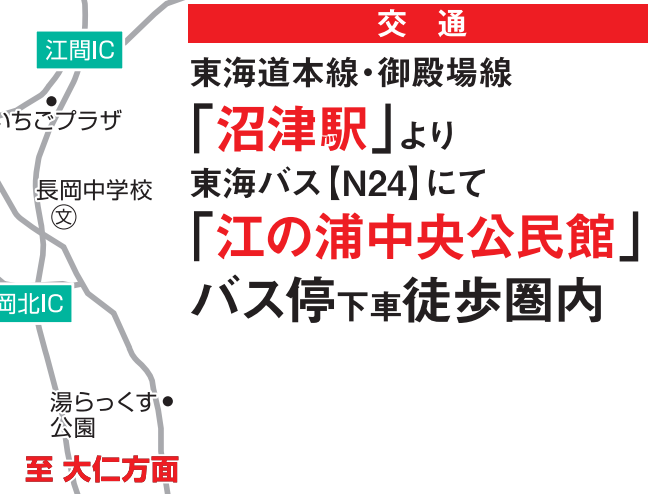 交 通
東海道本線・御殿場線
「沼津駅」より
東海バス【N24】にて
「江の浦中央公民館」
バス停下車徒歩圏内
江間IC
いちごプラザ
長岡中学校
文
岡北IC
湯らっくす
公園
至 大仁方面